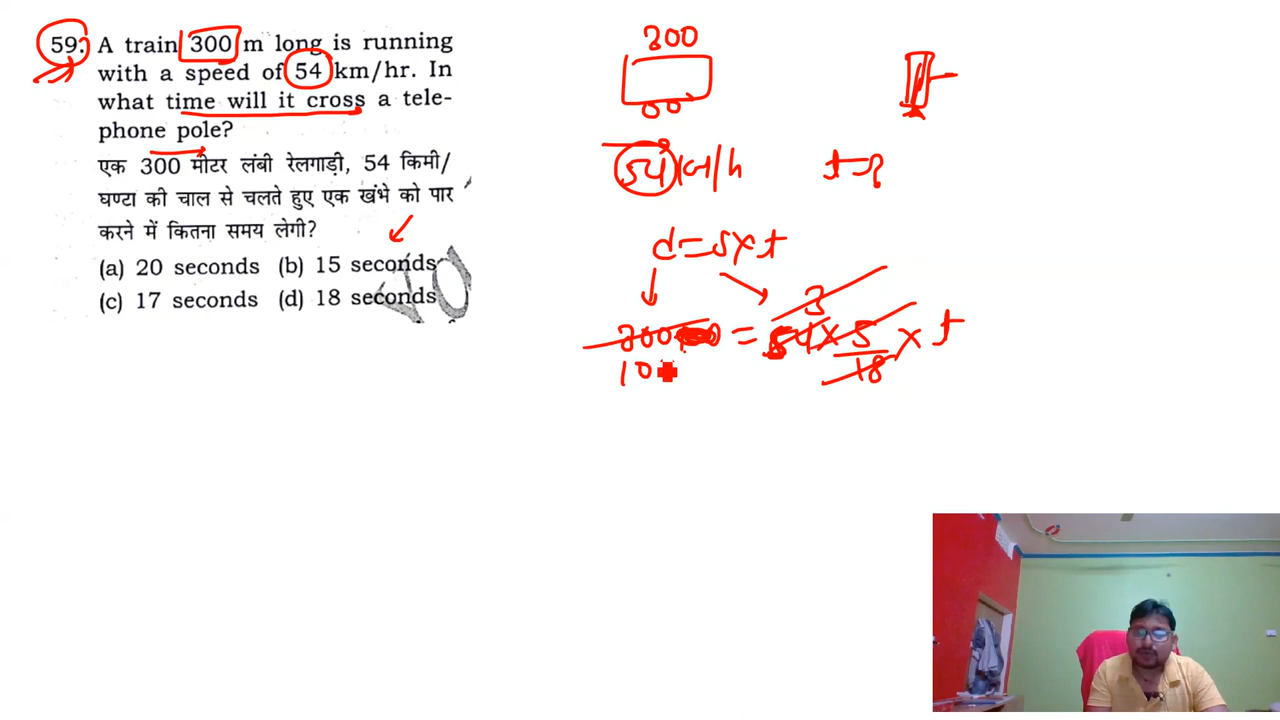 59. A train 300 m long is running
with a speed of 54 km/hr. In
what time will it cross a tele-
phone pole?
एक 300 मीटर लंबी रेलगाड़ी, 54 किमी/
घण्टा की चाल से चलते हुए एक खंभे को पार
करने में कितना समय लेगी?
(a) 20 seconds (b) 15 seconds
(c) 17 seconds (d) 18 seconds
300
54 km/h t=?
d=s×t
3
300 = 54×5/18 × t
10